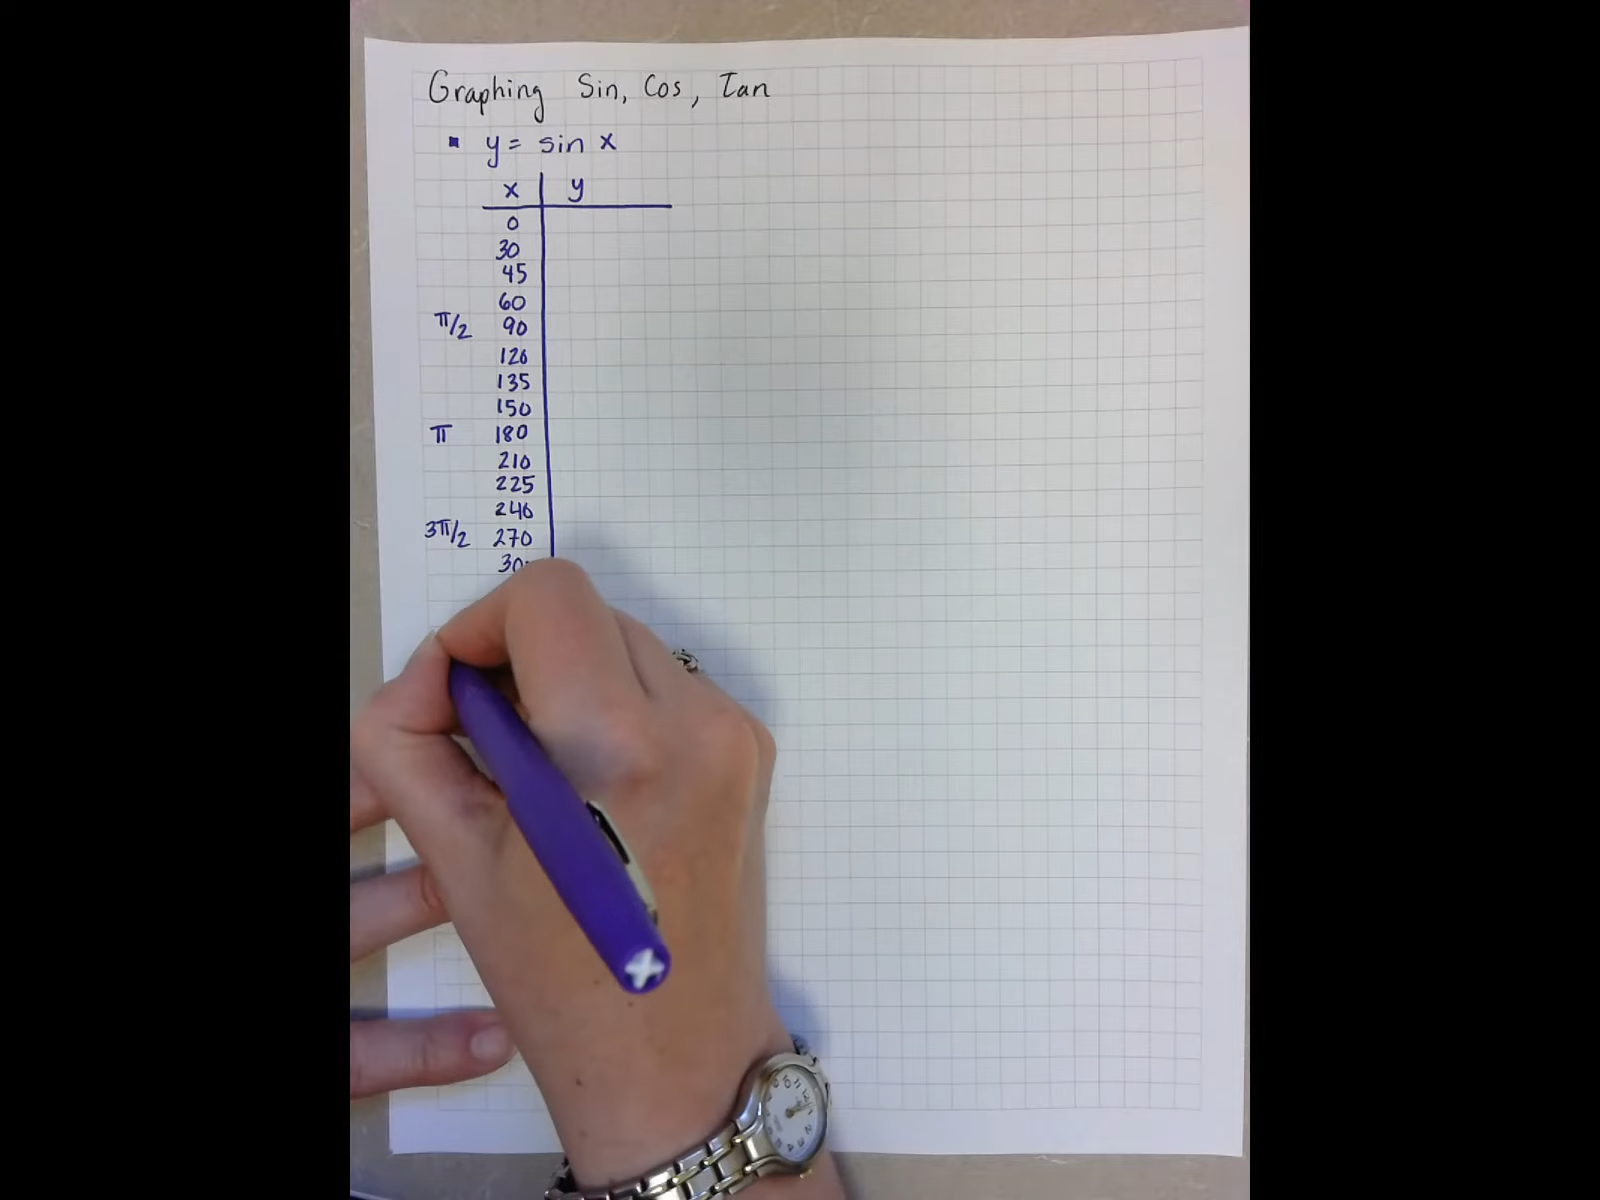 Graphing Sin, Cos, Tan
▪ y = sin x
x y
0
30
45
60
π/2 90
120
135
150
π 180
210
225
240
3π/2 270
30